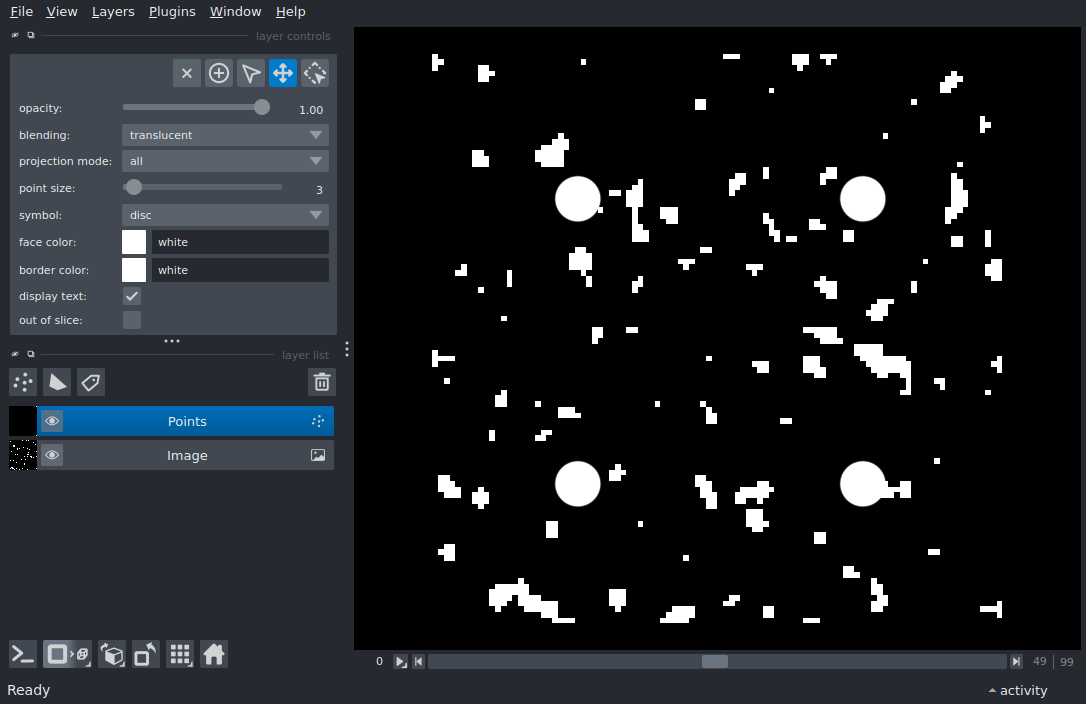 File View Layers Plugins Window Help
layer controls
opacity: 1.00
blending: translucent
projection mode: all
point size: 3
symbol: disc
face color: white
border color: white
display text:
out of slice:
layer list
Points
Image
0 49 99
Ready activity